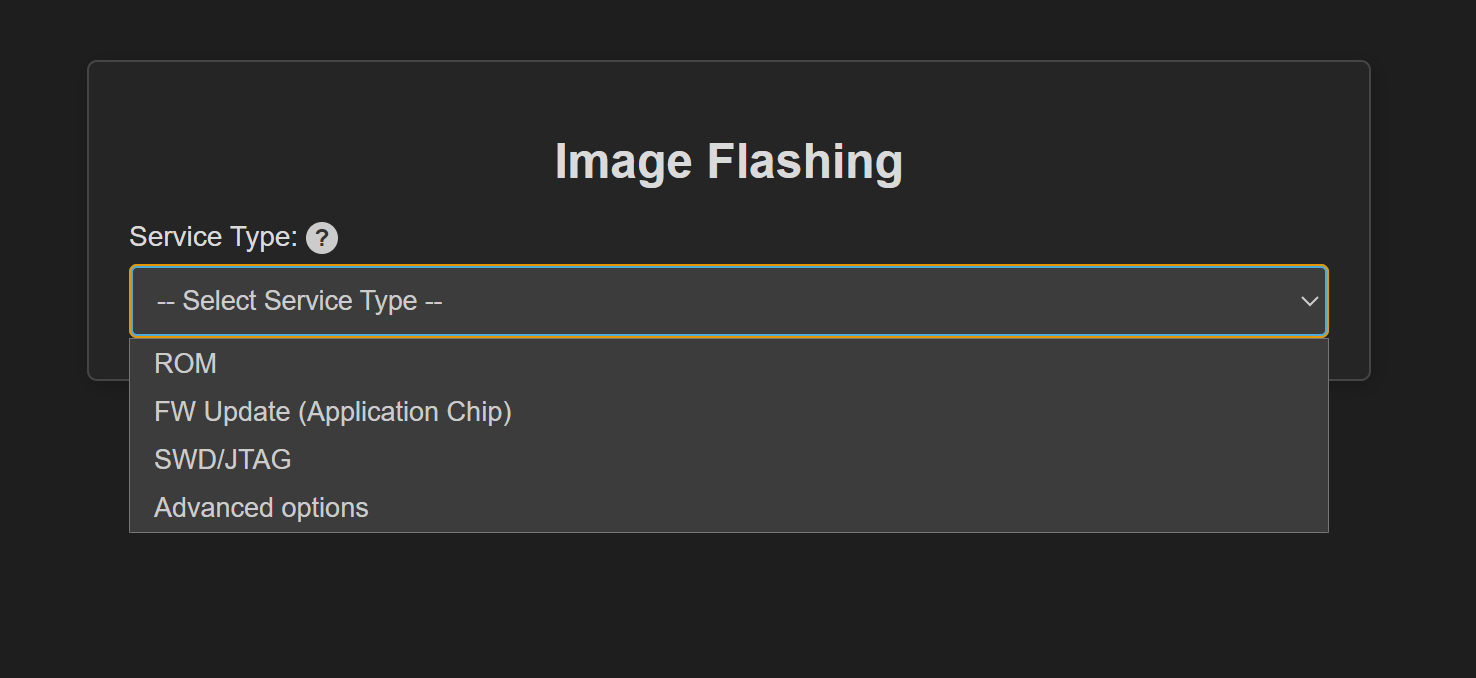 Image Flashing
Service Type: ?
-- Select Service Type --
ROM
FW Update (Application Chip)
SWD/JTAG
Advanced options